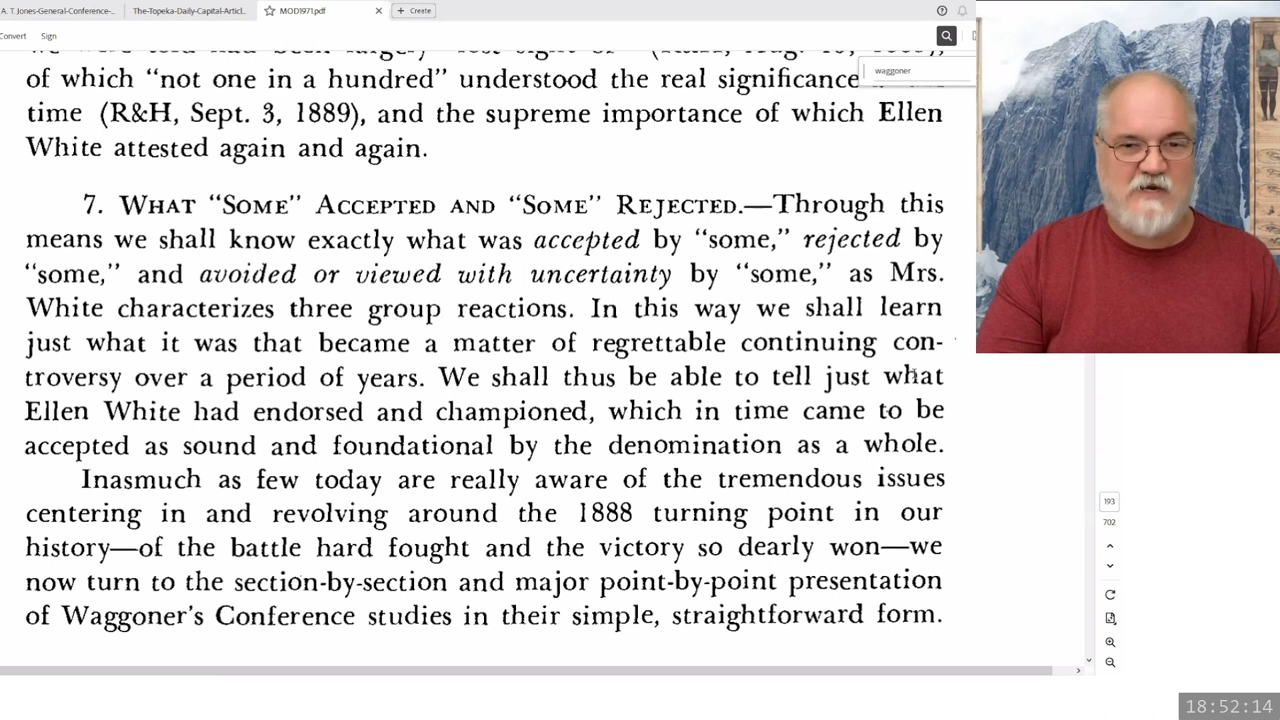 A. T. Jones-General-Conference-...
The-Topeka-Daily-Capital-Articl...
MOD1971.pdf
Create
Convert
Sign
waggoner
of which “not one in a hundred” understood the real significance
time (R&H, Sept. 3, 1889), and the supreme importance of which Ellen
White attested again and again.
7. WHAT “SOME” ACCEPTED AND “SOME” REJECTED.—Through this
means we shall know exactly what was accepted by “some,” rejected by
“some,” and avoided or viewed with uncertainty by “some,” as Mrs.
White characterizes three group reactions. In this way we shall learn
just what it was that became a matter of regrettable continuing con-
troversy over a period of years. We shall thus be able to tell just what
Ellen White had endorsed and championed, which in time came to be
accepted as sound and foundational by the denomination as a whole.
Inasmuch as few today are really aware of the tremendous issues
centering in and revolving around the 1888 turning point in our
history—of the battle hard fought and the victory so dearly won—we
now turn to the section-by-section and major point-by-point presentation
of Waggoner’s Conference studies in their simple, straightforward form.
193
702
18:52:14